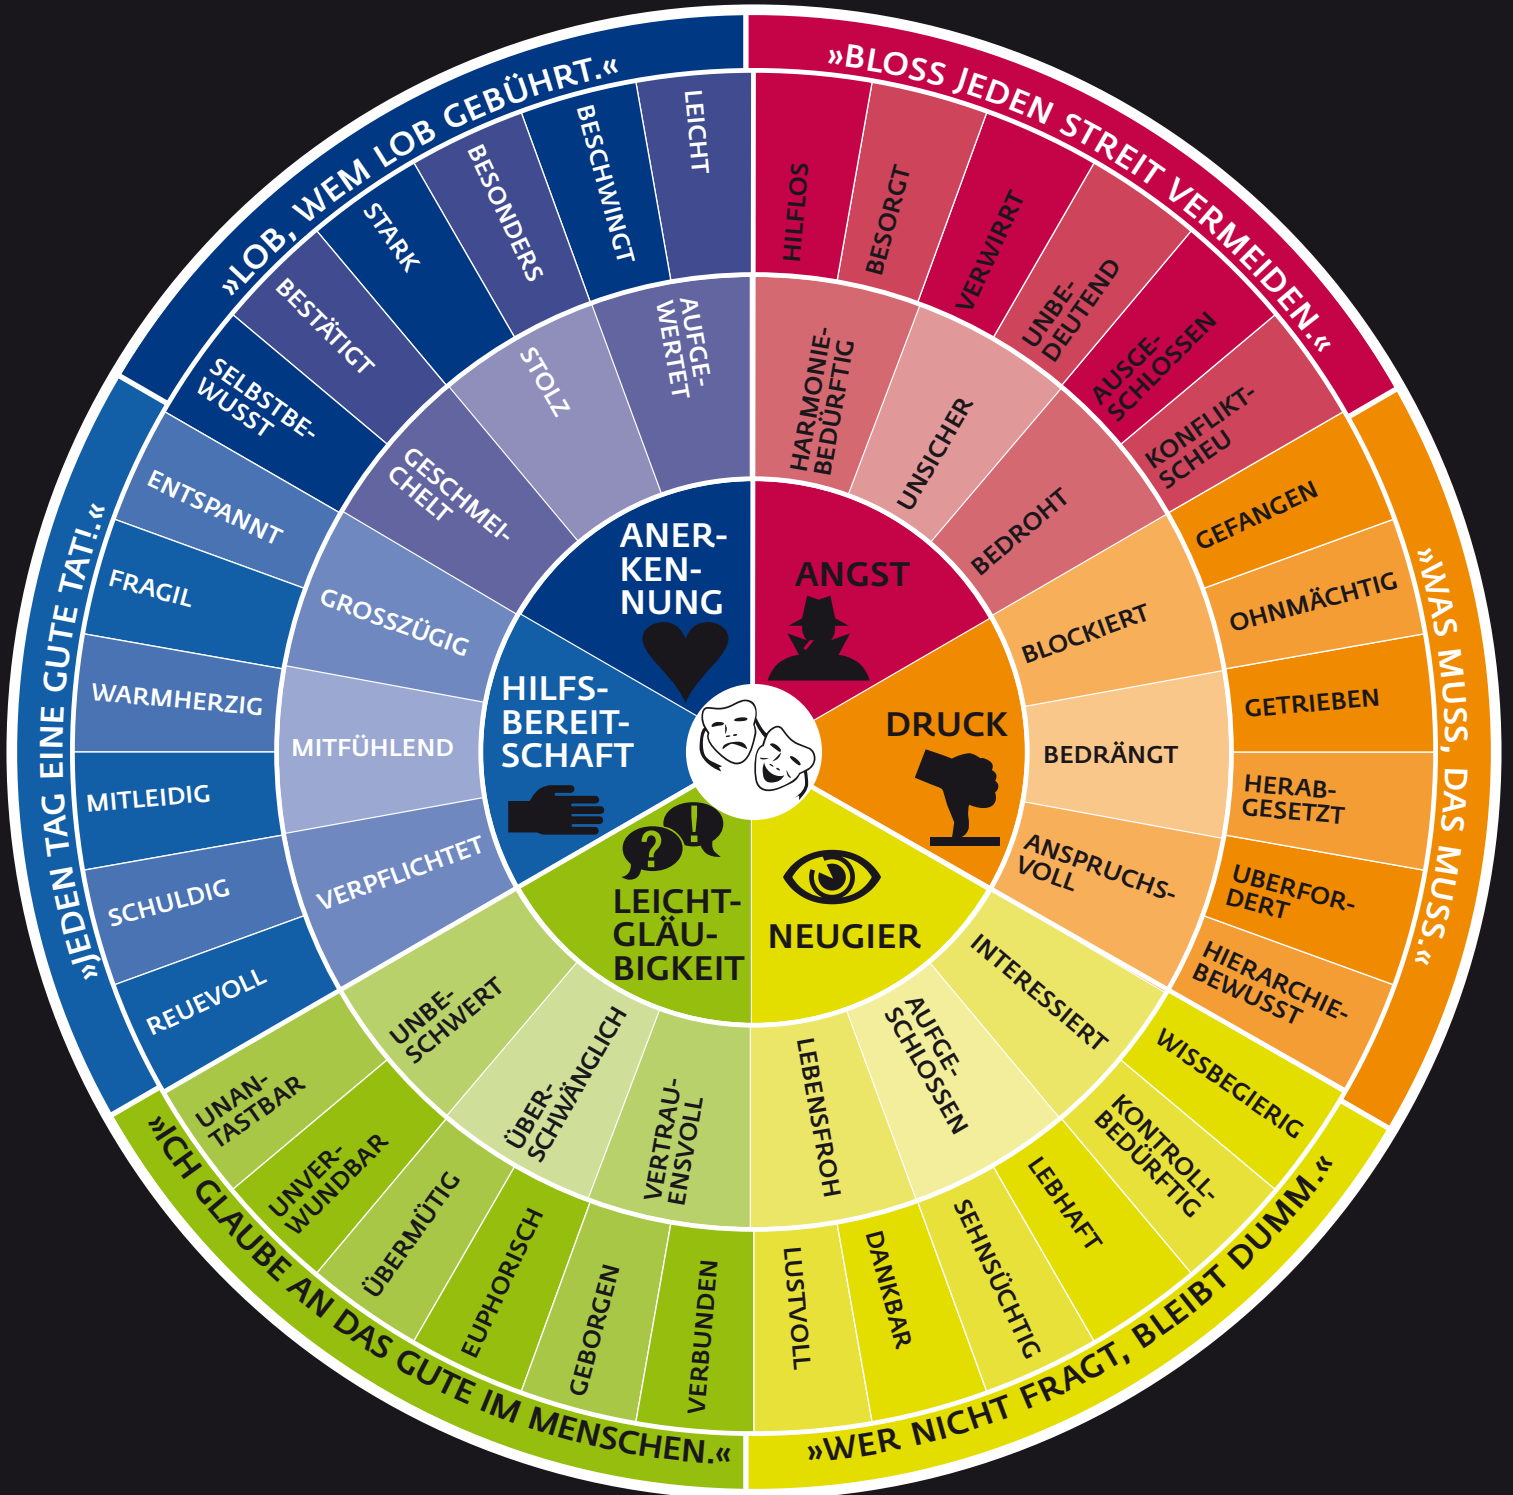 »BLOSS JEDEN STREIT VERMEIDEN.«
ANGST
HARMONIE-
BEDÜRFTIG
UNSICHER
BEDROHT
HILFLOS
BESORGT
VERWIRRT
UNBE-
DEUTEND
AUSGE-
SCHLOSSEN
KONFLIKT-
SCHEU
»WAS MUSS, DAS MUSS.«
DRUCK
BLOCKIERT
BEDRÄNGT
ANSPRUCHS-
VOLL
GEFANGEN
OHNMÄCHTIG
GETRIEBEN
HERAB-
GESETZT
UBERFOR-
DERT
HIERARCHIE-
BEWUSST
»WER NICHT FRAGT, BLEIBT DUMM.«
NEUGIER
INTERESSIERT
AUFGE-
SCHLOSSEN
LEBENSFROH
WISSBEGIERIG
KONTROLL-
BEDÜRFTIG
LEBHAFT
SEHNSÜCHTIG
DANKBAR
LUSTVOLL
»ICH GLAUBE AN DAS GUTE IM MENSCHEN.«
? !
LEICHT-
GLÄU-
BIGKEIT
VERTRAU-
ENSVOLL
ÜBER-
SCHWÄNGLICH
UNBE-
SCHWERT
VERBUNDEN
GEBORGEN
EUPHORISCH
ÜBERMÜTIG
UNVER-
WUNDBAR
UNAN-
TASTBAR
»JEDEN TAG EINE GUTE TAT!.«
HILFS-
BEREIT-
SCHAFT
VERPFLICHTET
MITFÜHLEND
GROSSZÜGIG
REUEVOLL
SCHULDIG
MITLEIDIG
WARMHERZIG
FRAGIL
ENTSPANNT
»LOB, WEM LOB GEBÜHRT.«
ANER-
KEN-
NUNG
GESCHMEI-
CHELT
STOLZ
AUFGE-
WERTET
SELBSTBE-
WUSST
BESTÄTIGT
STARK
BESONDERS
BESCHWINGT
LEICHT